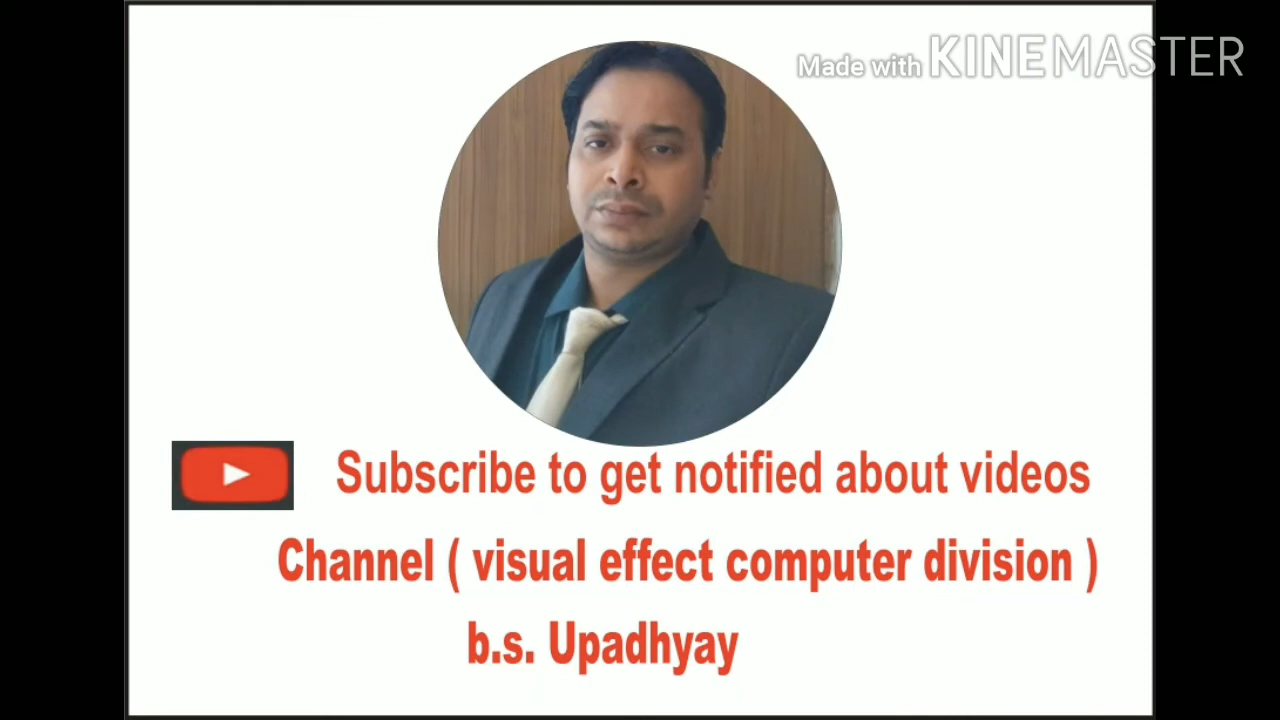 Made with KINEMASTER
Subscribe to get notified about videos
Channel ( visual effect computer division )
b.s. Upadhyay